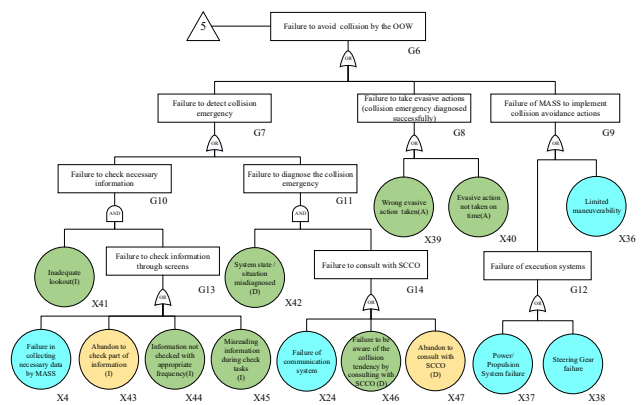 5
Failure to avoid collision by the OOW
G6
OR
Failure to detect collision
emergency
G7
Failure to take evasive actions
(collision emergency diagnosed
successfully)
G8
Failure of MASS to implement
collision avoidance actions
G9
OR
OR
OR
Failure to check necessary
information
G10
Failure to diagnose the collision
emergency
G11
AND
AND
Wrong evasive
action taken(A)
X39
Evasive action
not taken on
time(A)
X40
Limited
maneuverability
X36
Inadequate
lookout(I)
X41
Failure to check information
through screens
G13
System state /
situation
misdiagnosed
(D)
X42
Failure to consult with SCCO
G14
Failure of execution systems
G12
OR
OR
OR
Failure in
collecting
necessary data
by MASS
X4
Abandon to
check part of
information
(I)
X43
Information not
checked with
appropriate
frequency(I)
X44
Misreading
information
during check
tasks
(I)
X45
Failure of
communication
system
X24
Failure to be
aware of the
collision
tendency by
consulting with
SCCO (D)
X46
Abandon to
consult with
SCCO
(D)
X47
Power/
Propulsion
System failure
X37
Steering Gear
failure
X38